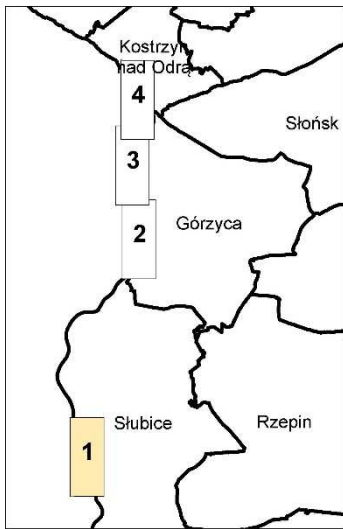 Kostrzyn
nad Odrą
4
Słońsk
3
2
Górzyca
Słubice
Rzepin
1